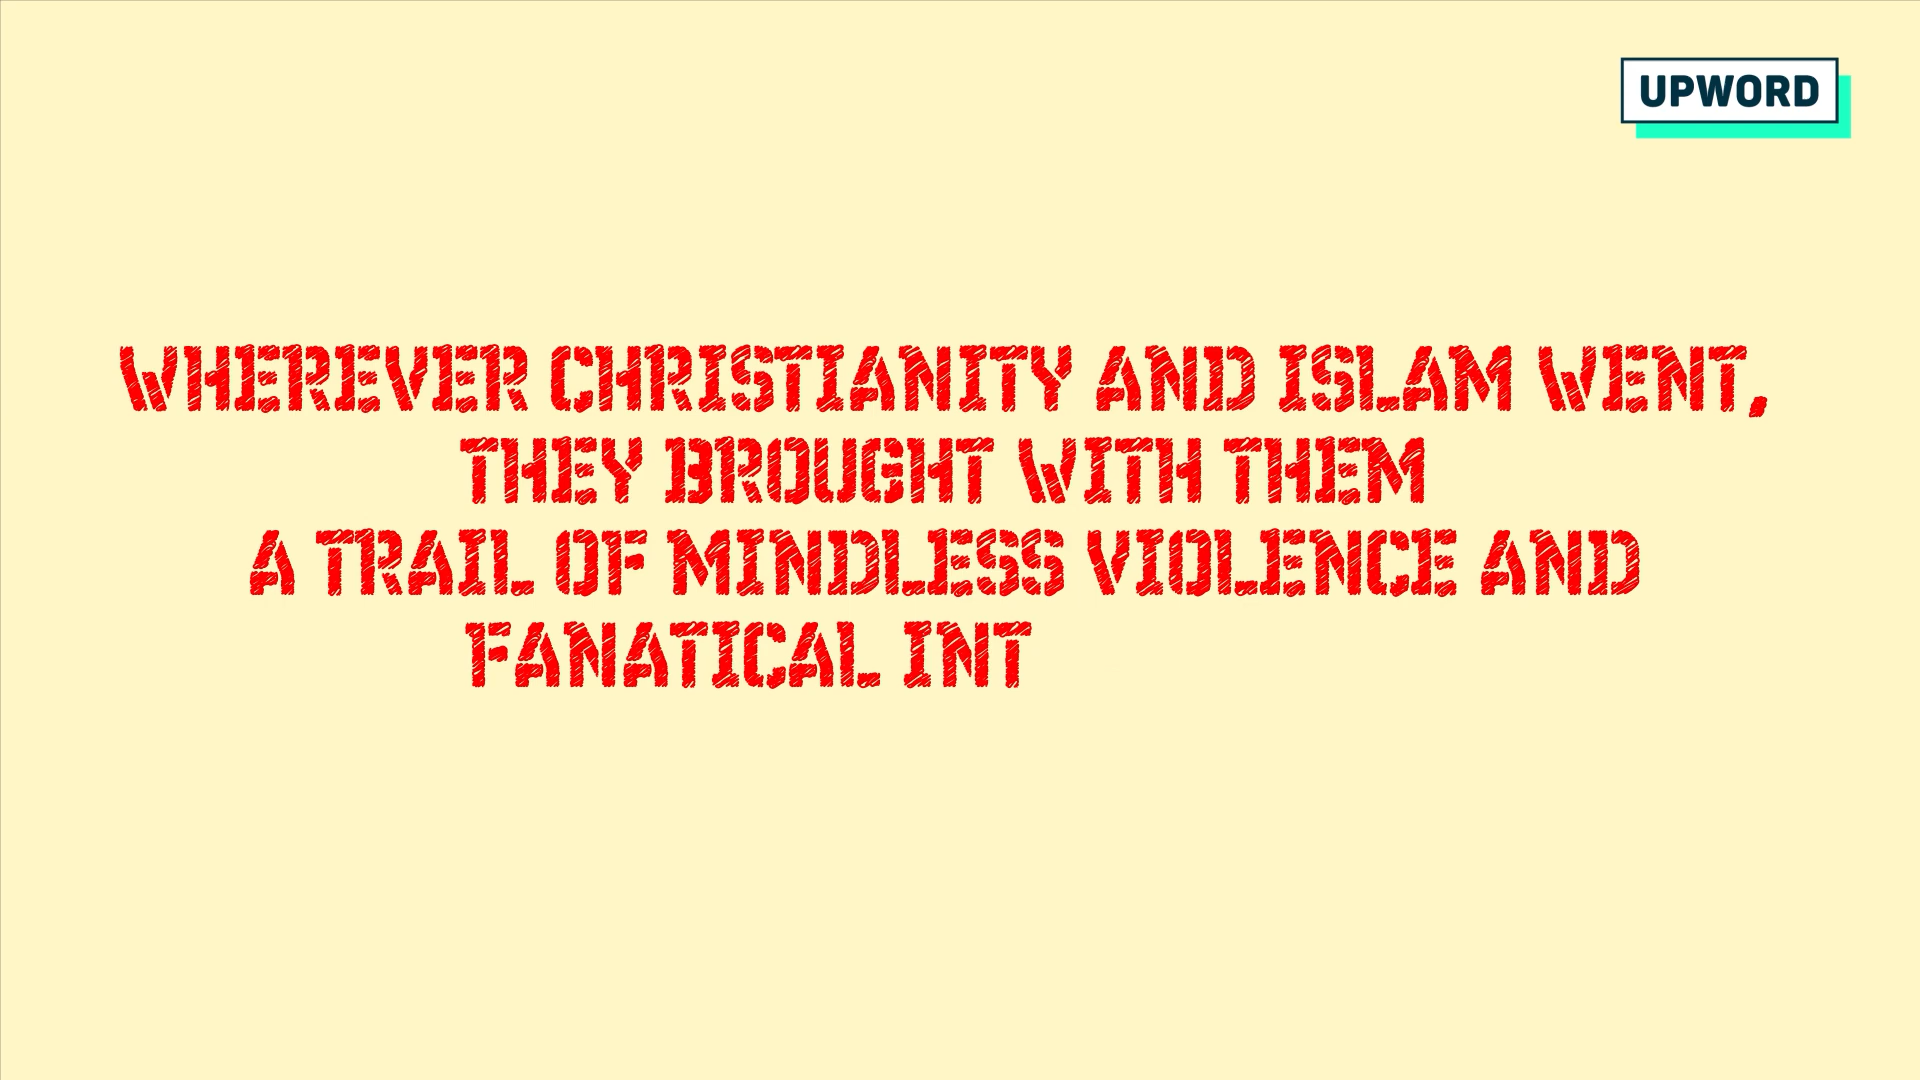 UPWORD
WHEREVER CHRISTIANITY AND ISLAM WENT,
THEY BROUGHT WITH THEM
A TRAIL OF MINDLESS VIOLENCE AND
FANATICAL INT